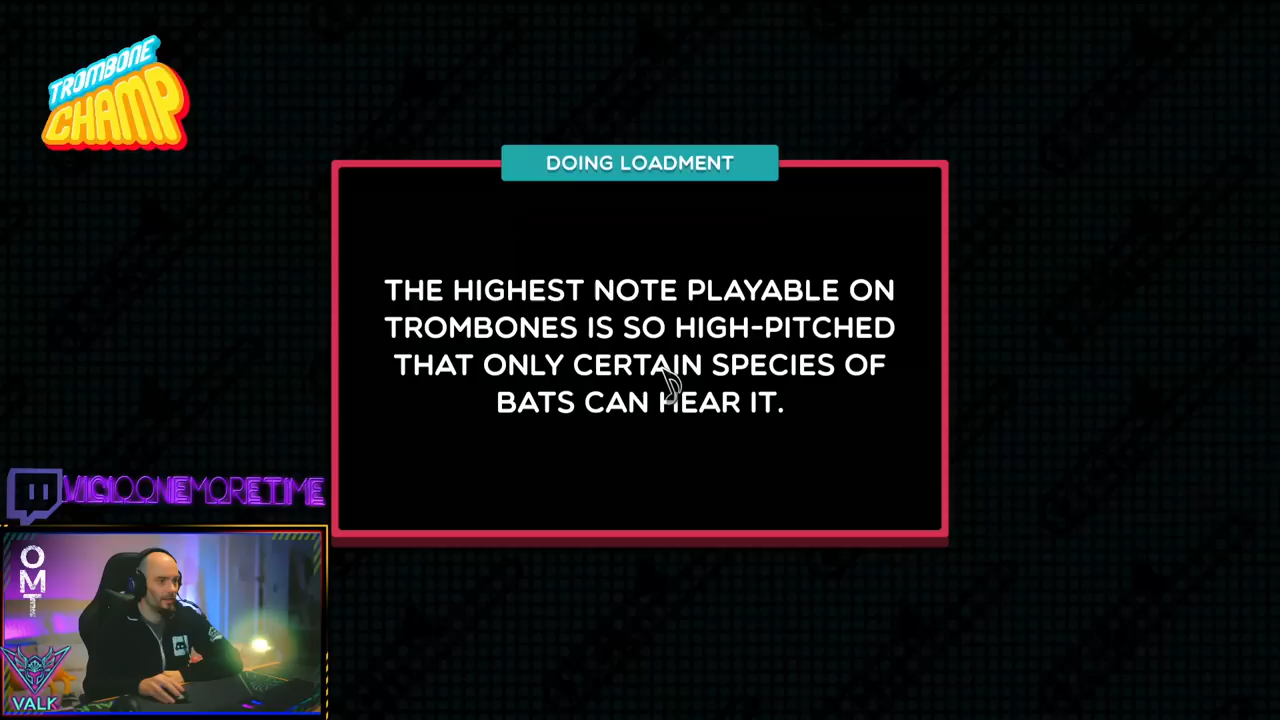 TROMBONE
CHAMP
DOING LOADMENT
THE HIGHEST NOTE PLAYABLE ON
TROMBONES IS SO HIGH-PITCHED
THAT ONLY CERTAIN SPECIES OF
BATS CAN HEAR IT.
VICIOONEMORETIME
OMT
VALK